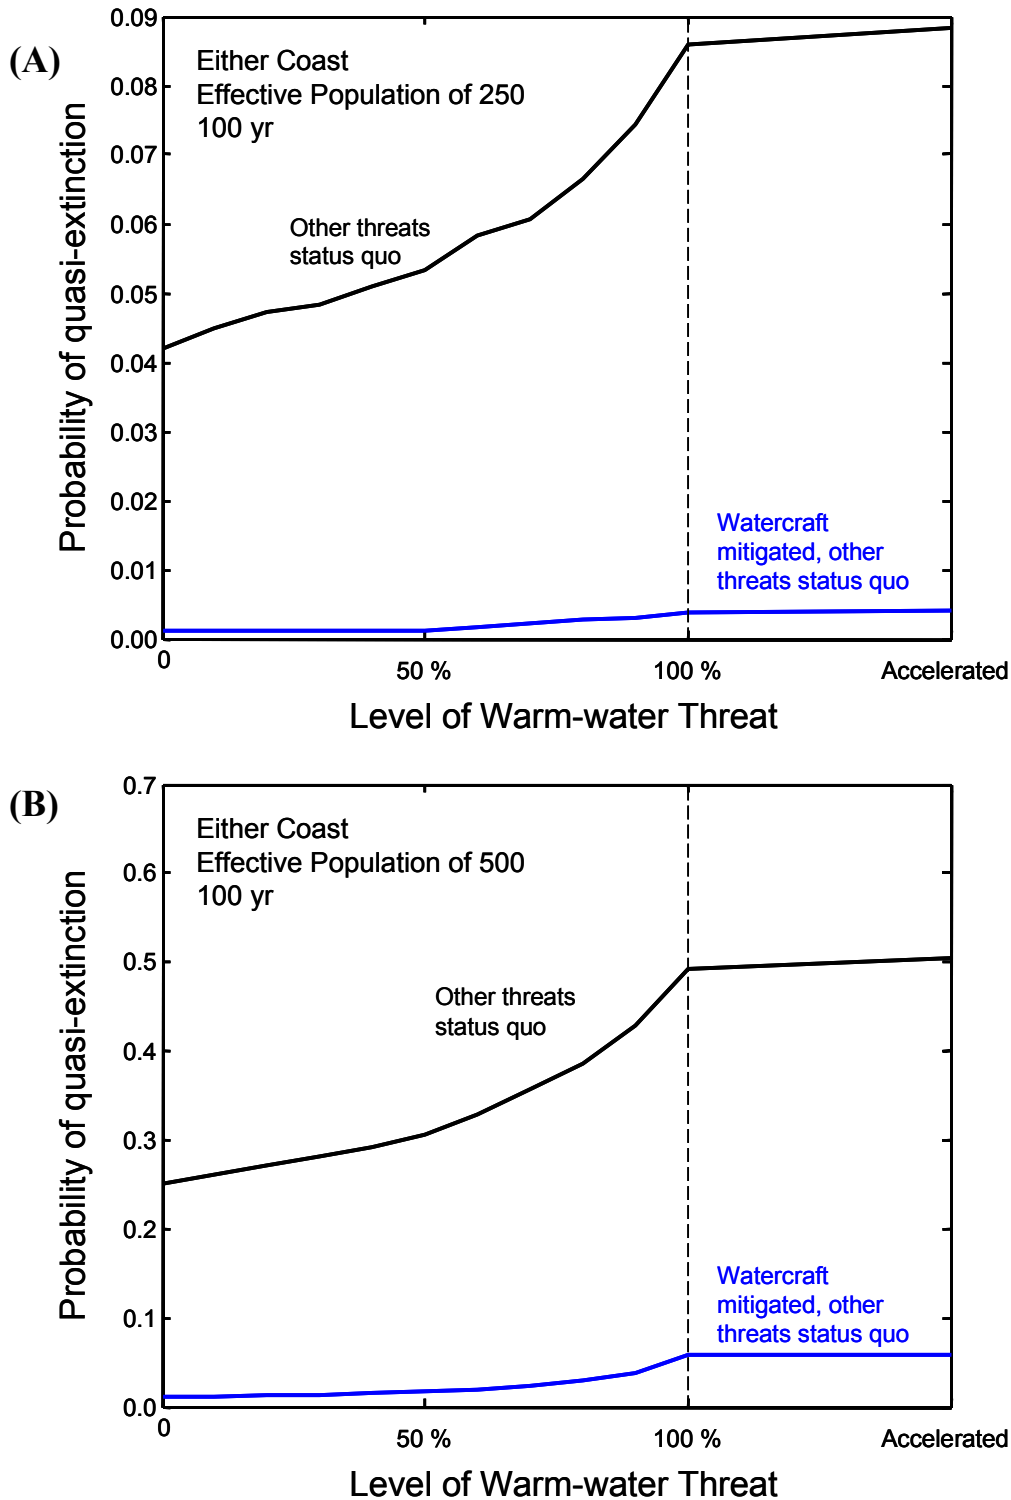 (A)
0.09
0.08
0.07
0.06
0.05
0.04
0.03
0.02
0.01
0.00
Probability of quasi-extinction
Either Coast
Effective Population of 250
100 yr
Other threats
status quo
Watercraft
mitigated, other
threats status quo
0
50 %
100 %
Accelerated
Level of Warm-water Threat
(B)
0.7
0.6
0.5
0.4
0.3
0.2
0.1
0.0
Probability of quasi-extinction
Either Coast
Effective Population of 500
100 yr
Other threats
status quo
Watercraft
mitigated, other
threats status quo
0
50 %
100 %
Accelerated
Level of Warm-water Threat